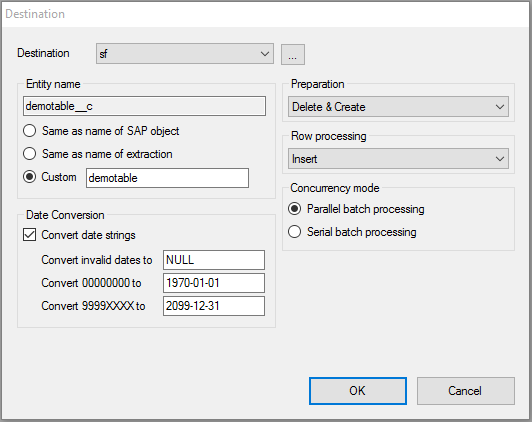 Destination
Destination sf ...
Entity name
demotable__c
Same as name of SAP object
Same as name of extraction
Custom demotable
Date Conversion
Convert date strings
Convert invalid dates to NULL
Convert 00000000 to 1970-01-01
Convert 9999XXXX to 2099-12-31
Preparation
Delete & Create
Row processing
Insert
Concurrency mode
Parallel batch processing
Serial batch processing
OK Cancel